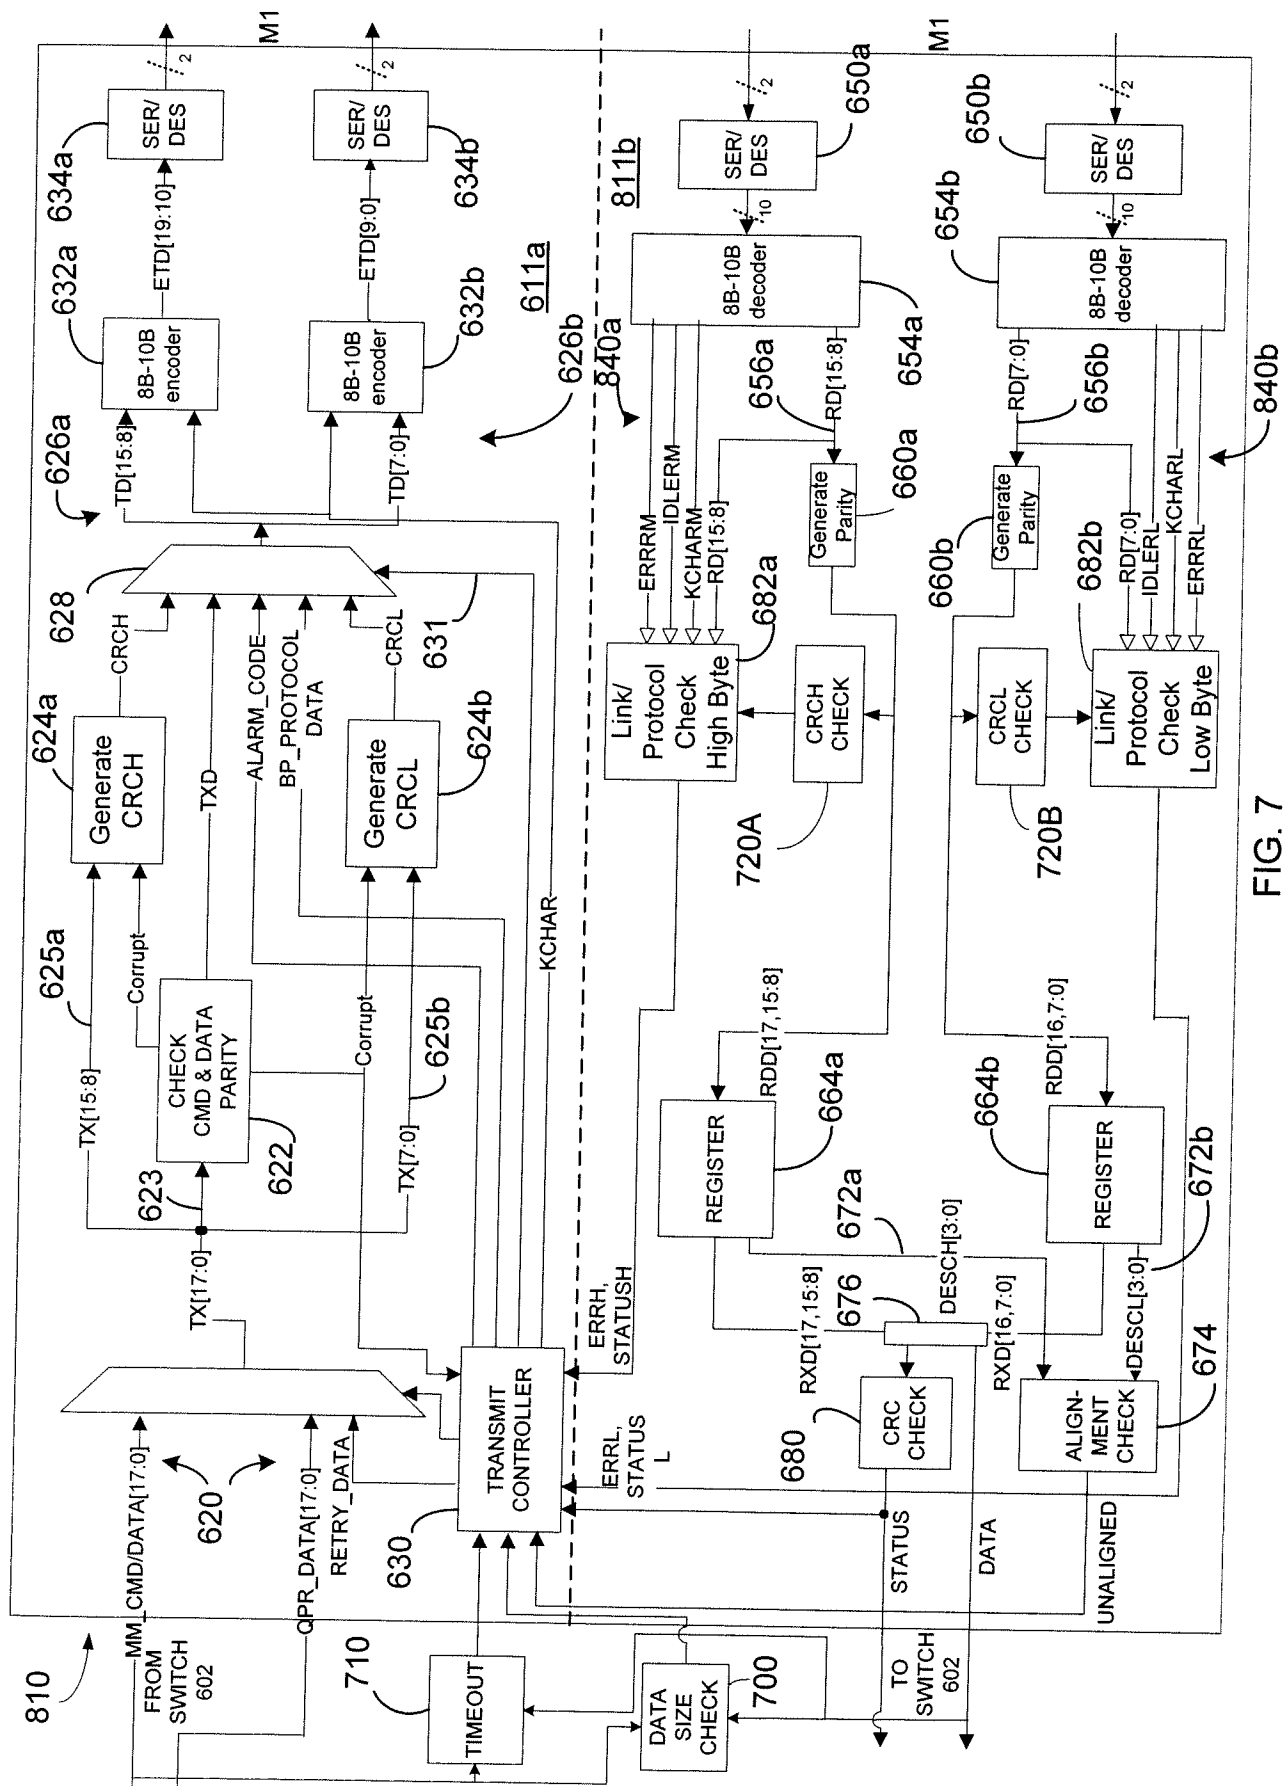 810
MM_CMD/DATA[17:0]
FROM
SWITCH
602
620
QPR_DATA[17:0]
RETRY_DATA
TX[17:0]
623
TX[15:8]
625a
CHECK
CMD & DATA
PARITY
622
Corrupt
TX[7:0]
625b
Corrupt
Generate
CRCH
624a
CRCH
TXD
ALARM_CODE
BP_PROTOCOL
DATA
Generate
CRCL
624b
CRCL
628
631
626a
TD[15:8]
TD[7:0]
626b
611a
8B-10B
encoder
632a
ETD[19:10]
SER/
DES
634a
2
M1
8B-10B
encoder
632b
ETD[9:0]
SER/
DES
634b
2
TRANSMIT
CONTROLLER
630
KCHAR
710
TIMEOUT
DATA
SIZE
CHECK
700
ERRH,
STATUSH
ERRL,
STATUS
L
811b
SER/
DES
650a
2
10
M1
8B-10B
decoder
654a
840a
ERRRM
IDLERM
KCHARM
RD[15:8]
RD[15:8]
656a
Generate
Parity
660a
Link/
Protocol
Check
High Byte
682a
CRCH
CHECK
720A
RDD[17,15:8]
REGISTER
664a
672a
DESCH[3:0]
RXD[17,15:8]
676
SER/
DES
650b
2
10
8B-10B
decoder
654b
840b
RD[7:0]
656b
Generate
Parity
660b
RD[7:0]
IDLERL
KCHARL
ERRRL
682b
Link/
Protocol
Check
Low Byte
CRCL
CHECK
720B
RDD[16,7:0]
REGISTER
664b
672b
DESCL[3:0]
RXD[16,7:0]
CRC
CHECK
680
ALIGN-
MENT
CHECK
674
STATUS
DATA
UNALIGNED
TO
SWITCH
602
FIG. 7